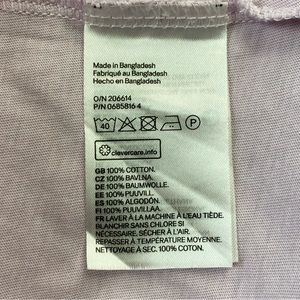 Made in Bangladesh
Fabriqué au Bangladesh
Hecho en Bangladesh
O/N 206614
P/N 0685816 4
40
P
clevercare.info
GB 100% COTTON.
CZ 100% BAVLNA.
DE 100% BAUMWOLLE.
EE 100% PUUVILL.
ES 100% ALGODÓN.
FI 100% PUUVILLAA.
FR LAVER À LA MACHINE À L'EAU TIÈDE.
BLANCHIR SANS CHLORE SI
NÉCESSAIRE. SÉCHER À L'AIR.
REPASSER À TEMPÉRATURE MOYENNE.
NETTOYAGE À SEC. 100% COTON.